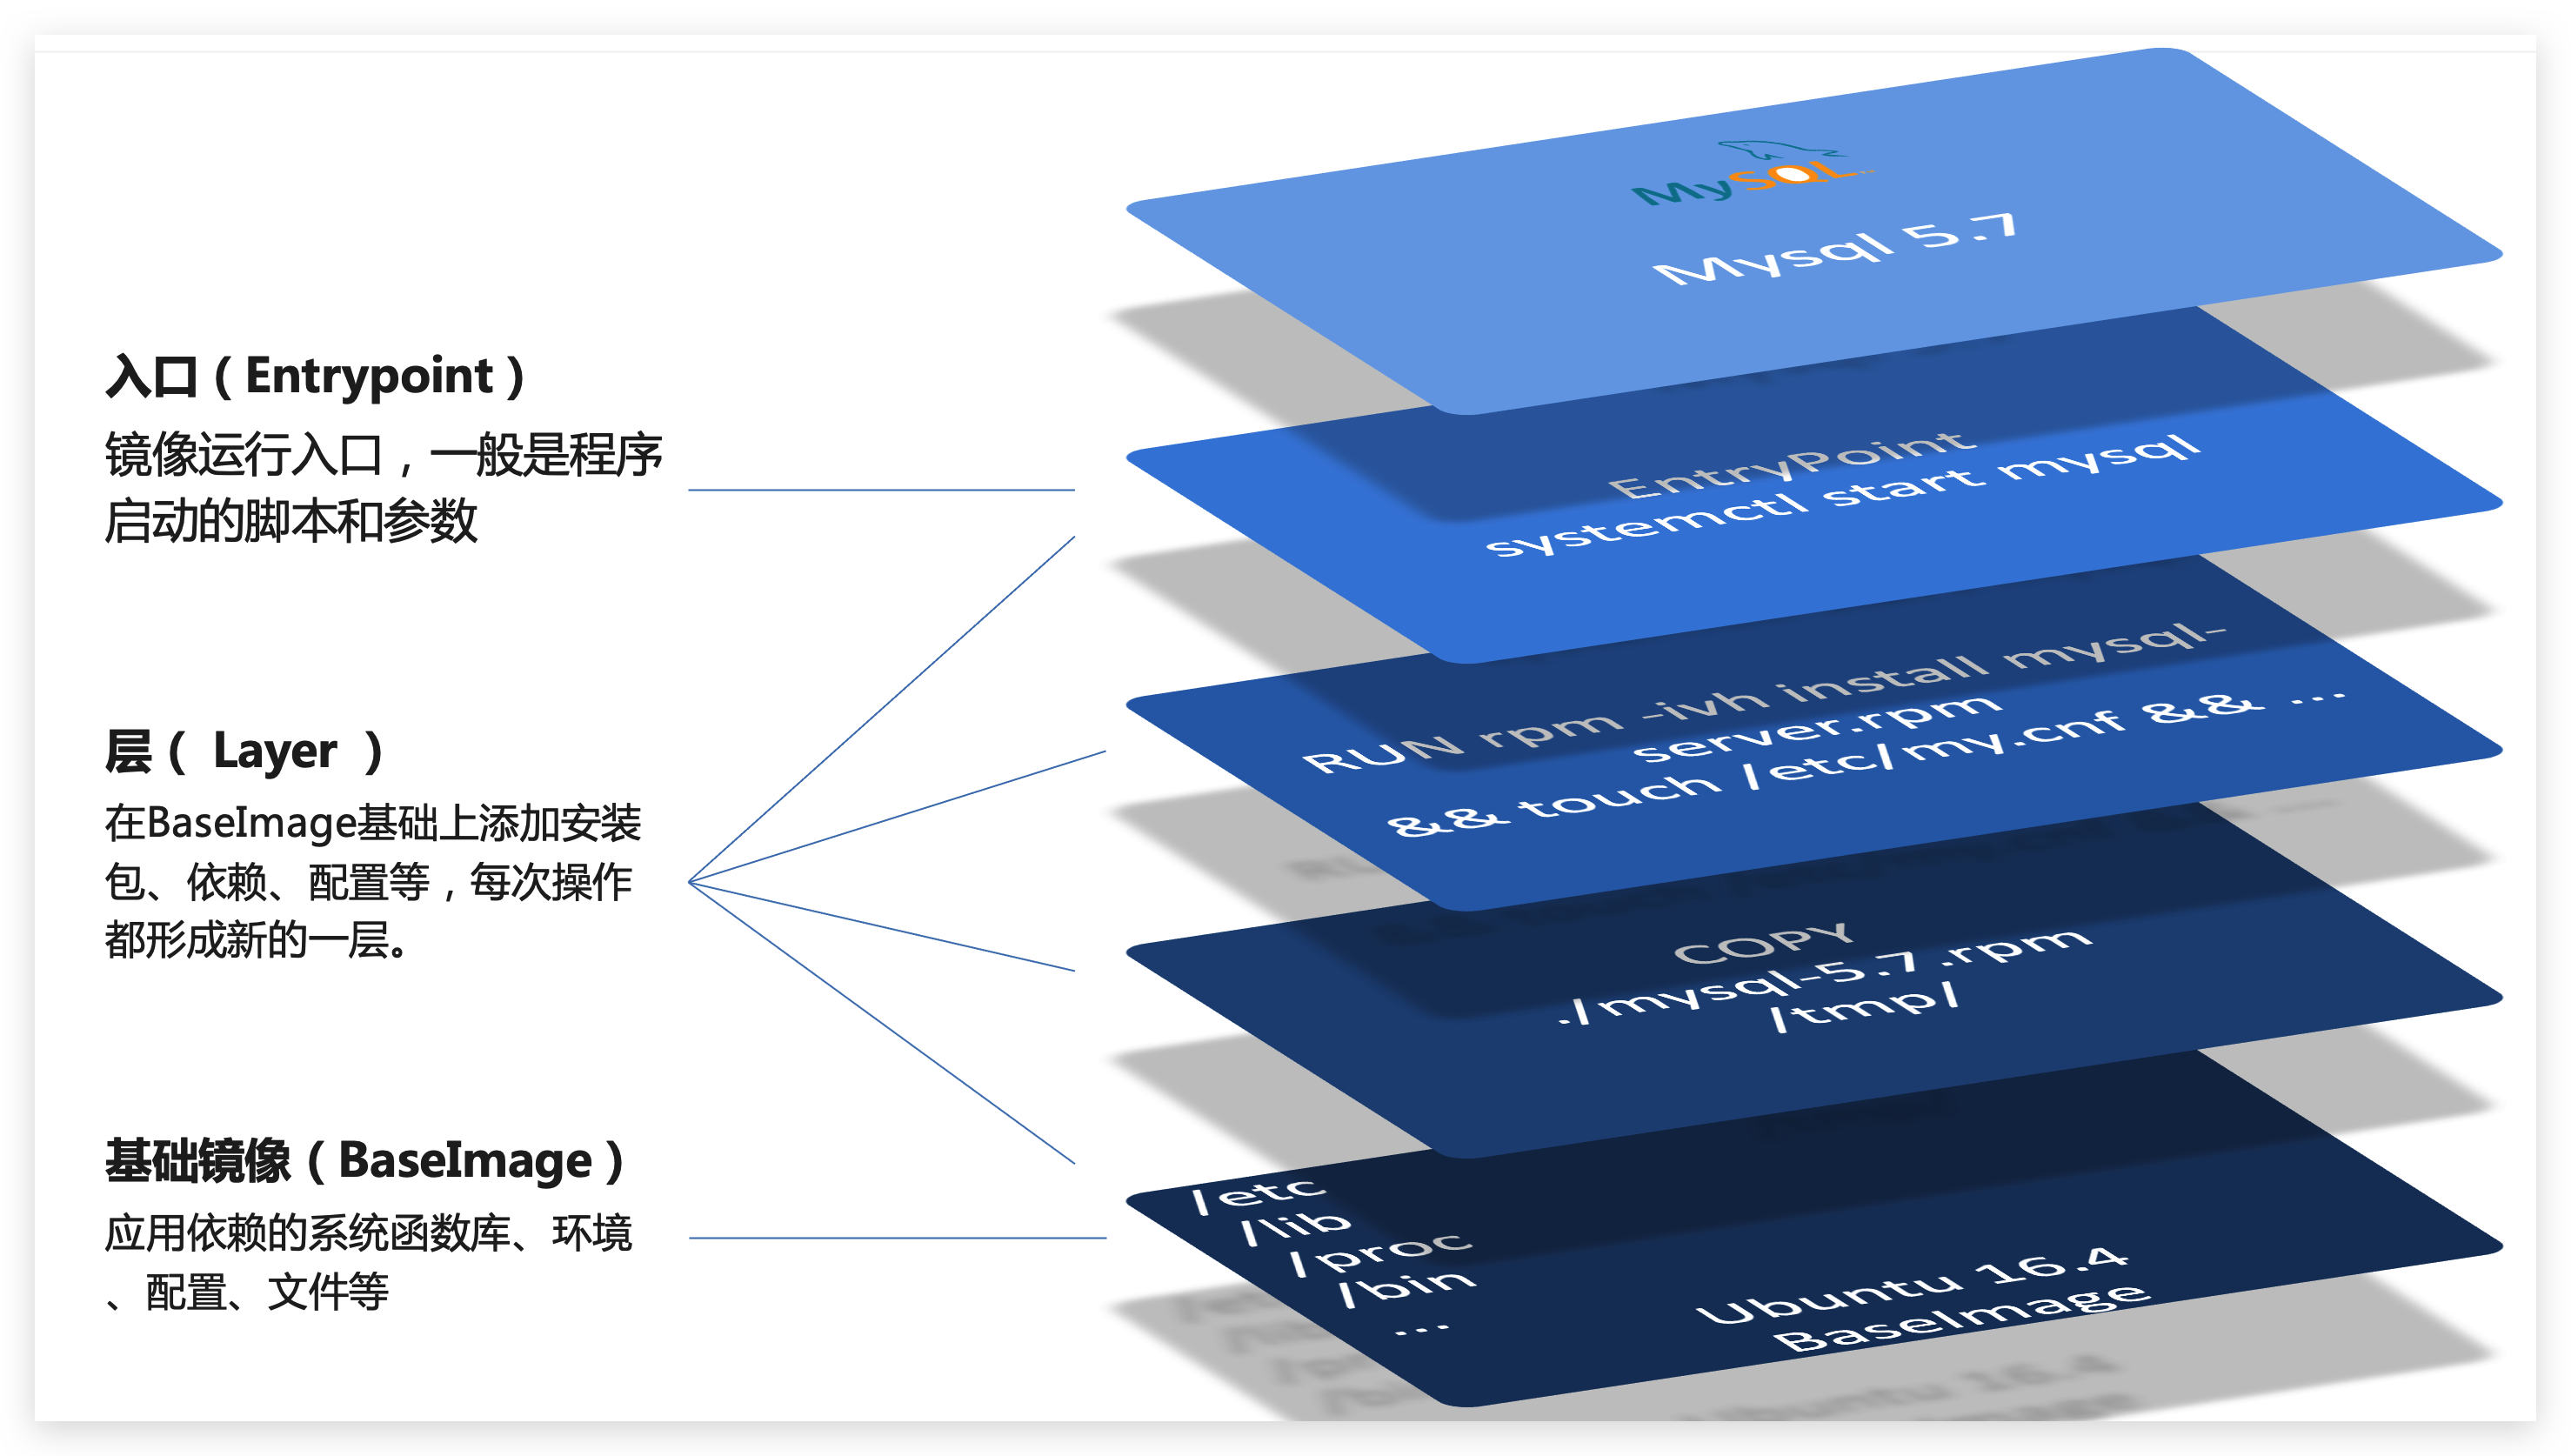 入口（Entrypoint）
镜像运行入口，一般是程序
启动的脚本和参数
层（ Layer ）
在BaseImage基础上添加安装
包、依赖、配置等，每次操作
都形成新的一层。
基础镜像（BaseImage）
应用依赖的系统函数库、环境
、配置、文件等
MySQL
Mysql 5.7
EntryPoint
systemctl start mysql
RUN rpm -ivh install mysql-
server.rpm
&& touch /etc/my.cnf && ...
COPY
./mysql-5.7.rpm
/tmp/
/etc
/lib
/proc
/bin
...
Ubuntu 16.4
BaseImage